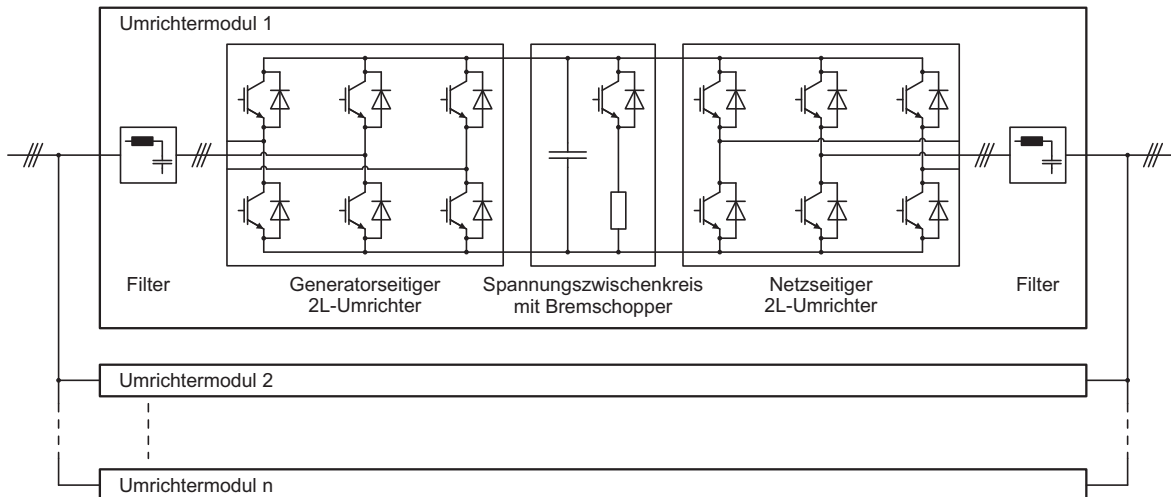 Umrichtermodul 1
Filter
Generatorseitiger
2L-Umrichter
Spannungszwischenkreis
mit Bremschopper
Netzseitiger
2L-Umrichter
Filter
Umrichtermodul 2
Umrichtermodul n